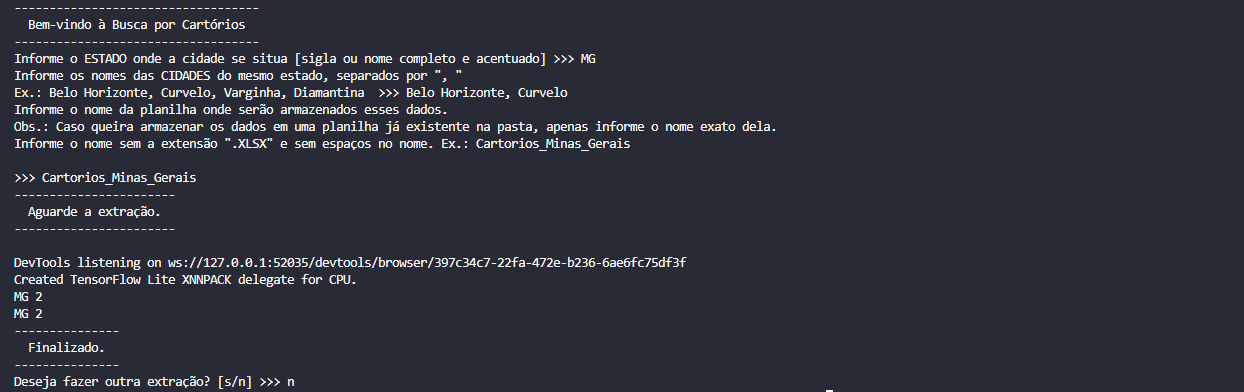 -----------------------------------
Bem-vindo à Busca por Cartórios
-----------------------------------
Informe o ESTADO onde a cidade se situa [sigla ou nome completo e acentuado] >>> MG
Informe os nomes das CIDADES do mesmo estado, separados por ", "
Ex.: Belo Horizonte, Curvelo, Varginha, Diamantina  >>> Belo Horizonte, Curvelo
Informe o nome da planilha onde serão armazenados esses dados.
Obs.: Caso queira armazenar os dados em uma planilha já existente na pasta, apenas informe o nome exato dela.
Informe o nome sem a extensão ".XLSX" e sem espaços no nome. Ex.: Cartorios_Minas_Gerais
>>> Cartorios_Minas_Gerais
-----------------------
Aguarde a extração.
-----------------------
DevTools listening on ws://127.0.0.1:52035/devtools/browser/397c34c7-22fa-472e-b236-6ae6fc75df3f
Created TensorFlow Lite XNNPACK delegate for CPU.
MG 2
MG 2
---------------
Finalizado.
---------------
Deseja fazer outra extração? [s/n] >>> n